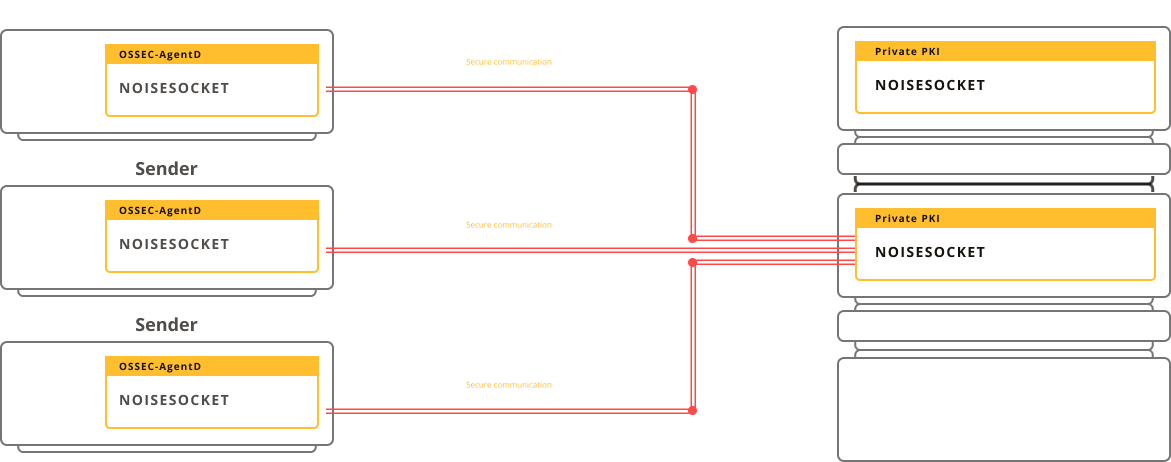 OSSEC-AgentD
NOISESOCKET
Secure communication
Sender
OSSEC-AgentD
NOISESOCKET
Secure communication
Sender
OSSEC-AgentD
NOISESOCKET
Secure communication
Private PKI
NOISESOCKET
Private PKI
NOISESOCKET